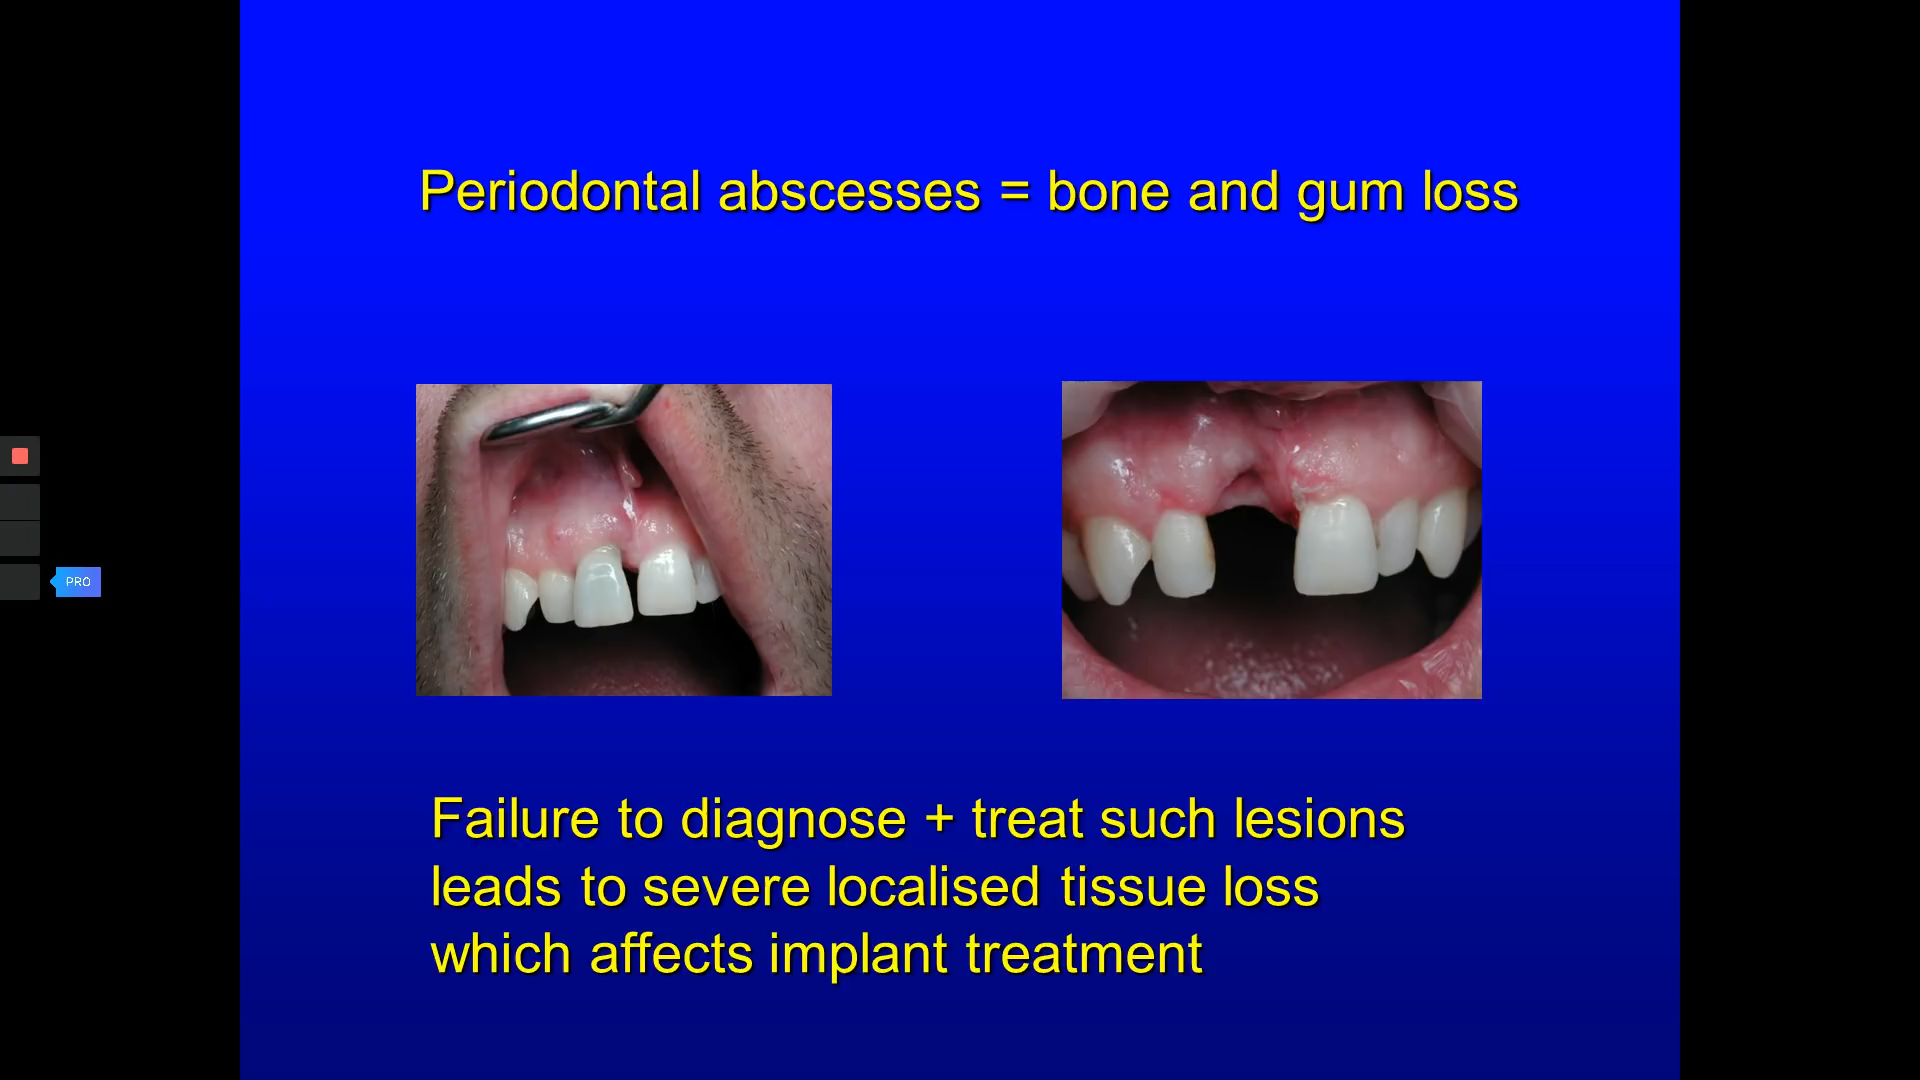 Periodontal abscesses = bone and gum loss
PRO
Failure to diagnose + treat such lesions
leads to severe localised tissue loss
which affects implant treatment